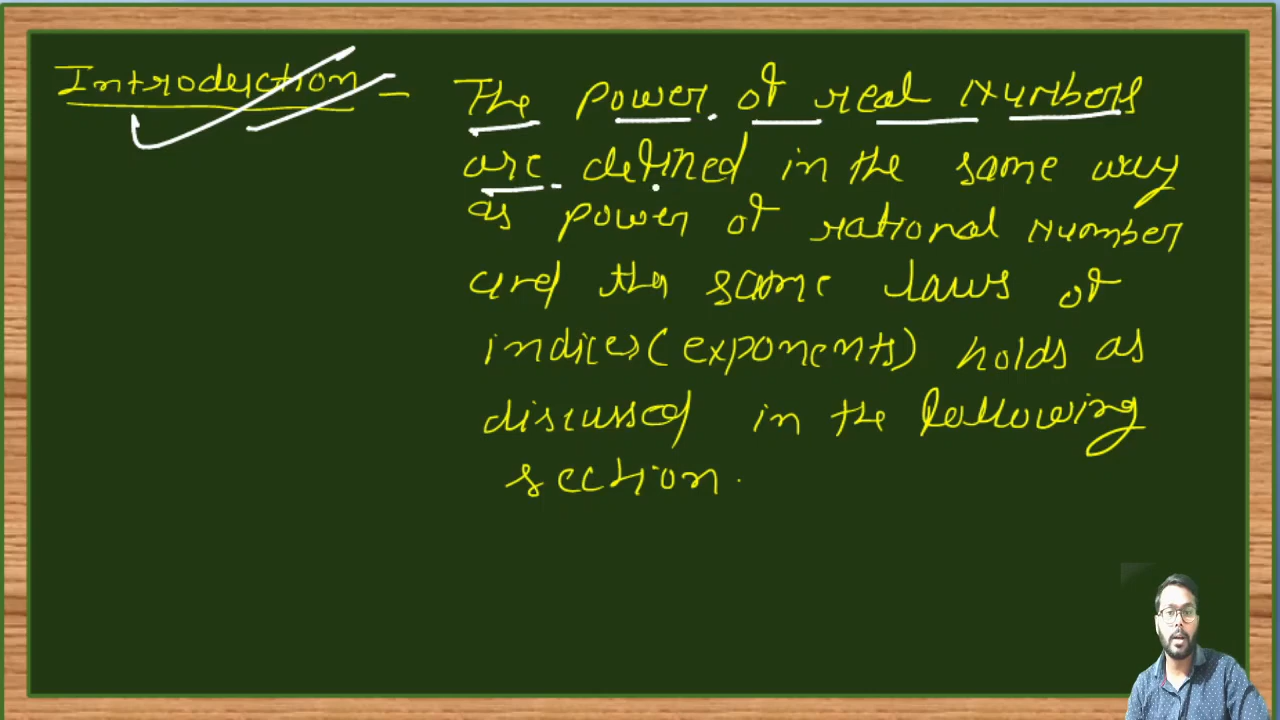 Introduction - The power of real Numbers
are defined in the same way
as power of rational Number
and the same laws of
indices (exponents) holds as
discussed in the following
section.